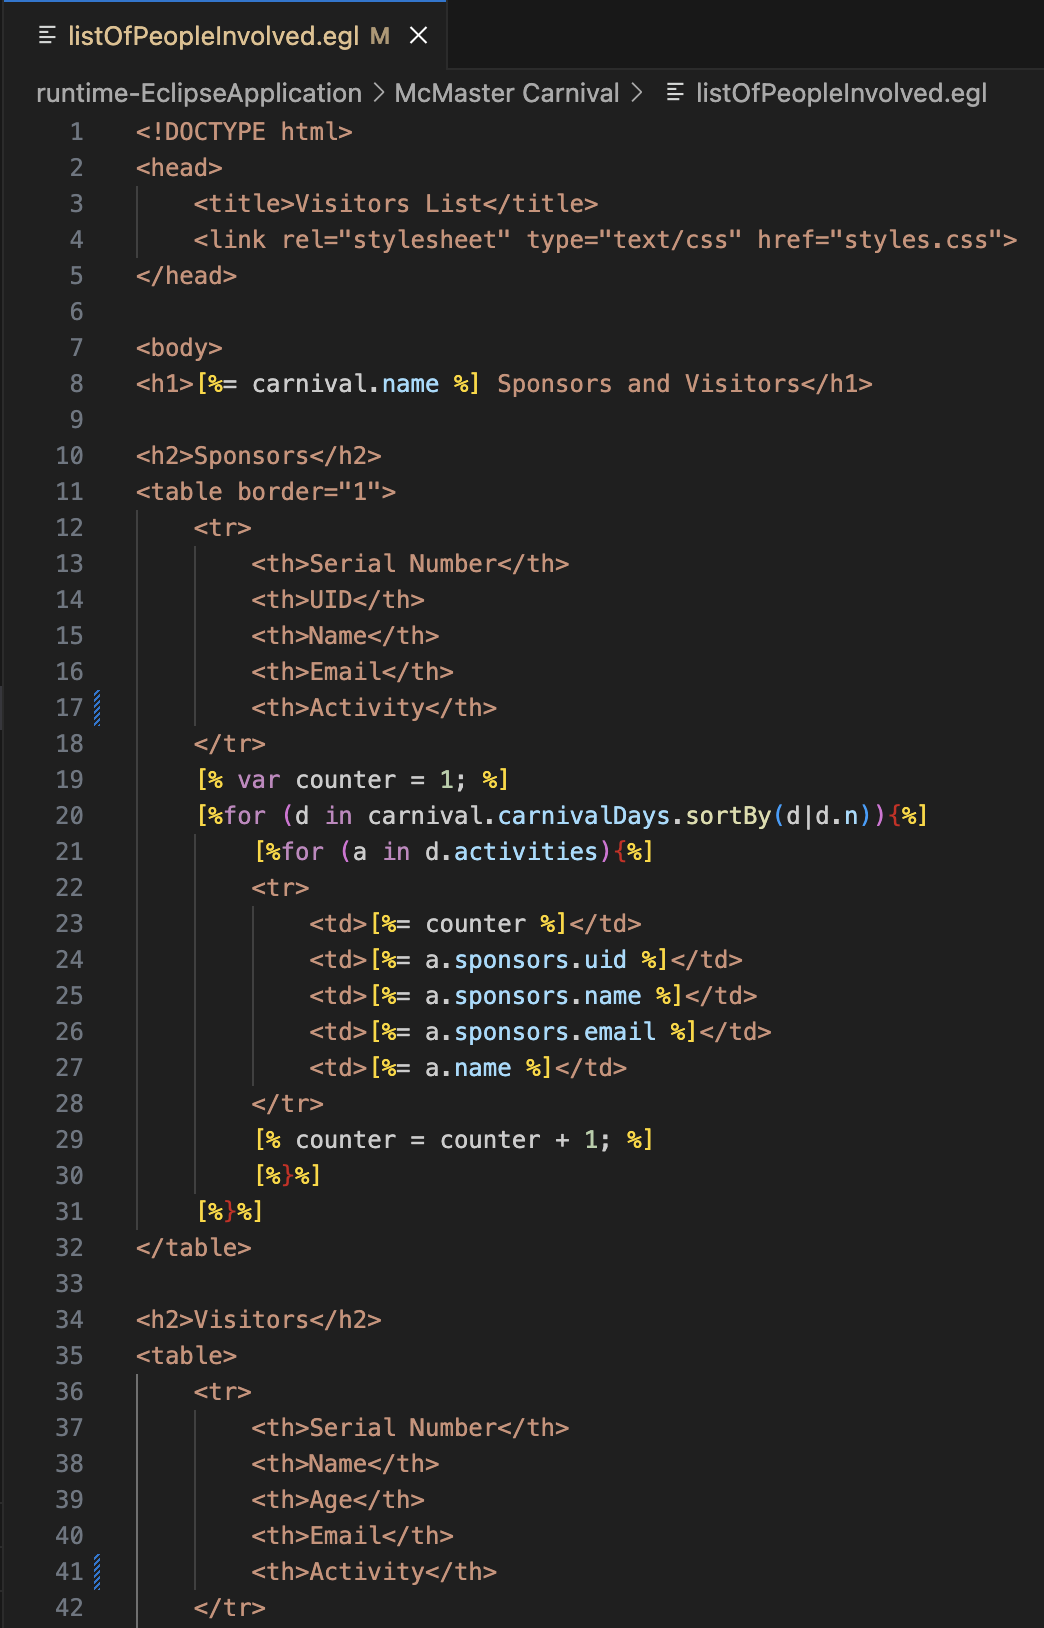 listOfPeopleInvolved.egl M
runtime-EclipseApplication > McMaster Carnival > listOfPeopleInvolved.egl
1 <!DOCTYPE html>
2 <head>
3     <title>Visitors List</title>
4     <link rel="stylesheet" type="text/css" href="styles.css">
5 </head>
6
7 <body>
8 <h1>[%= carnival.name %] Sponsors and Visitors</h1>
9
10 <h2>Sponsors</h2>
11 <table border="1">
12     <tr>
13         <th>Serial Number</th>
14         <th>UID</th>
15         <th>Name</th>
16         <th>Email</th>
17         <th>Activity</th>
18     </tr>
19     [% var counter = 1; %]
20     [%for (d in carnival.carnivalDays.sortBy(d|d.n)){%]
21         [%for (a in d.activities){%]
22         <tr>
23             <td>[%= counter %]</td>
24             <td>[%= a.sponsors.uid %]</td>
25             <td>[%= a.sponsors.name %]</td>
26             <td>[%= a.sponsors.email %]</td>
27             <td>[%= a.name %]</td>
28         </tr>
29         [% counter = counter + 1; %]
30         [%}%]
31     [%}%]
32 </table>
33
34 <h2>Visitors</h2>
35 <table>
36     <tr>
37         <th>Serial Number</th>
38         <th>Name</th>
39         <th>Age</th>
40         <th>Email</th>
41         <th>Activity</th>
42     </tr>